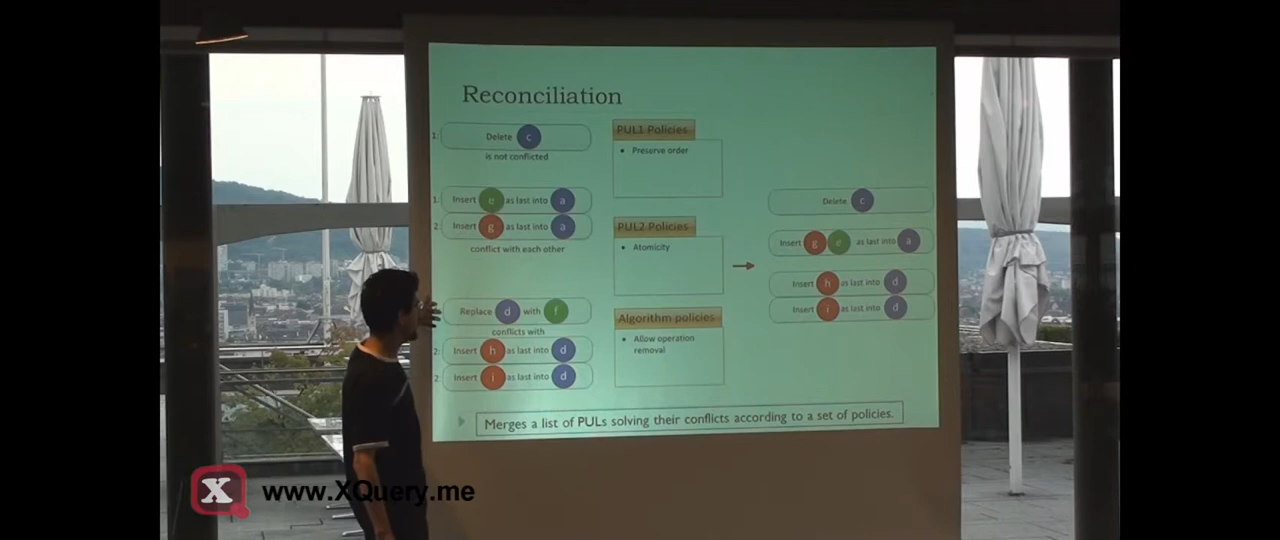 Reconciliation
1: Delete c
is not conflicted
1: Insert e as last into a
2: Insert g as last into a
conflict with each other
Replace d with f
conflicts with
2: Insert h as last into d
2: Insert i as last into d
PUL1 Policies
• Preserve order
PUL2 Policies
• Atomicity
Algorithm policies
• Allow operation
removal
Delete c
Insert g e as last into a
Insert h as last into d
Insert i as last into d
Merges a list of PULs solving their conflicts according to a set of policies.
X www.XQuery.me